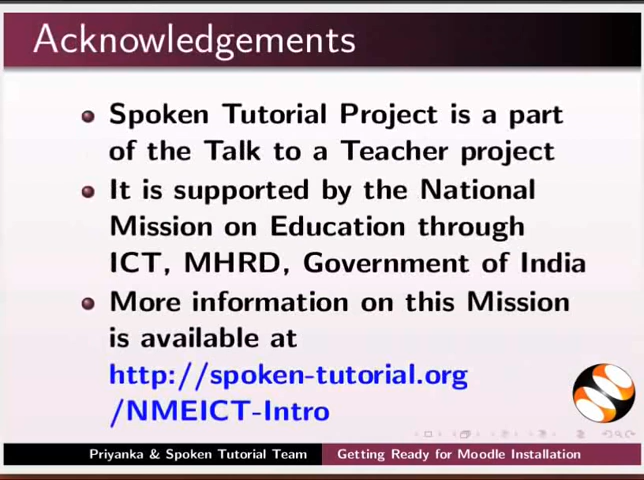 Acknowledgements
Spoken Tutorial Project is a part
of the Talk to a Teacher project
It is supported by the National
Mission on Education through
ICT, MHRD, Government of India
More information on this Mission
is available at
http://spoken-tutorial.org
/NMEICT-Intro
Priyanka & Spoken Tutorial Team
Getting Ready for Moodle Installation